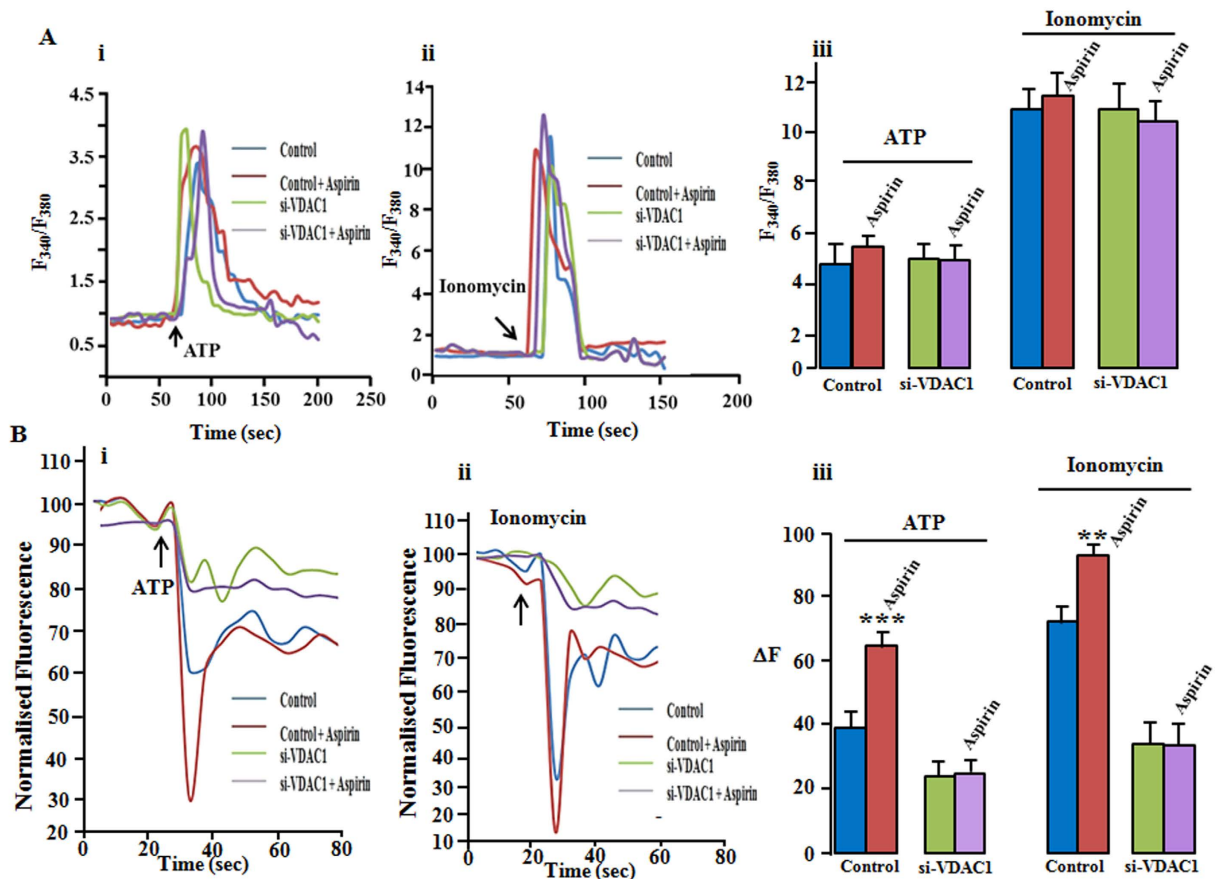 A
i
4.5
3.5
2.5
1.5
0.5
F340/F380
Control
Control+Aspirin
si-VDAC1
si-VDAC1+Aspirin
ATP
0 50 100 150 200 250
Time (sec)
ii
14
12
10
8
6
4
2
0
F340/F380
Ionomycin
Control
Control+Aspirin
si-VDAC1
si-VDAC1+Aspirin
0 50 100 150 200
Time (sec)
iii
Ionomycin
ATP
12
10
8
6
4
2
0
F340/F380
Aspirin
Aspirin
Aspirin
Aspirin
Control
si-VDAC1
Control
si-VDAC1
B
i
110
100
90
80
70
60
50
40
30
20
Normalised Fluorescence
ATP
Control
Control+Aspirin
si-VDAC1
si-VDAC1+Aspirin
0 20 40 60 80
Time (sec)
ii
Ionomycin
110
100
90
80
70
60
50
40
30
20
10
Normalised Fluorescence
Control
Control+Aspirin
si-VDAC1
si-VDAC1+Aspirin
0 20 40 60 80
Time (sec)
iii
Ionomycin
ATP
100
80
60
40
20
0
ΔF
***
Aspirin
Aspirin
**
Aspirin
Aspirin
Control
si-VDAC1
Control
si-VDAC1